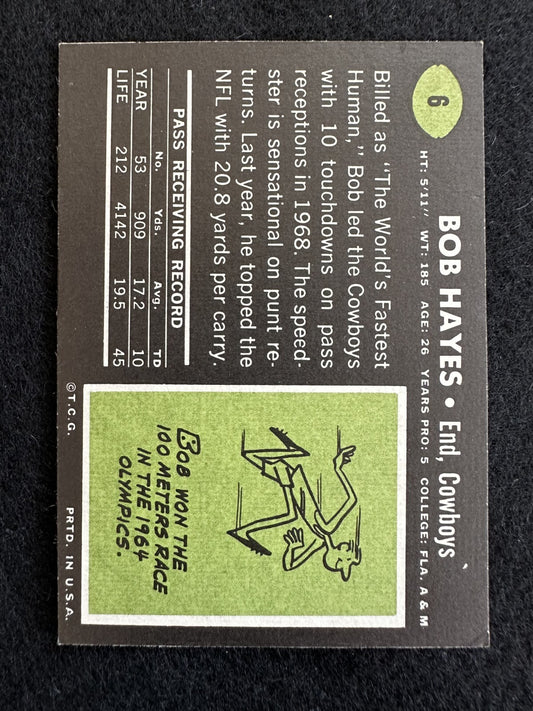 6
BOB HAYES • End, Cowboys
HT: 5'11" WT: 185 AGE: 26 YEARS PRO: 5 COLLEGE: FLA. A & M
Billed as "The World's Fastest
Human," Bob led the Cowboys
with 10 touchdowns on pass
receptions in 1968. The speed-
ster is sensational on punt re-
turns. Last year, he topped the
NFL with 20.8 yards per carry.
PASS RECEIVING RECORD
No. Yds. Avg. TD
YEAR 53 909 17.2 10
LIFE 212 4142 19.5 45
BOB WON THE
100 METERS RACE
IN THE 1964
OLYMPICS.
© T.C.G. PRTD. IN U.S.A.